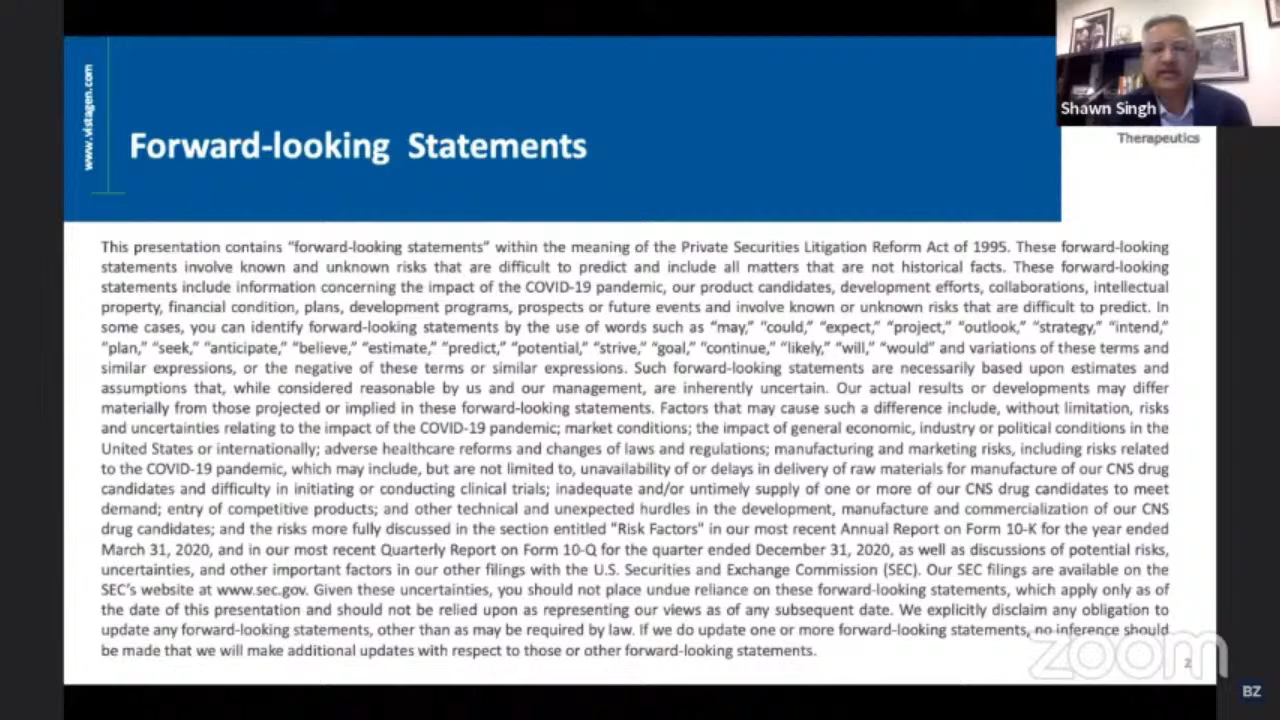 www.vistagen.com
Forward-looking Statements
Shawn Singh
Therapeutics
This presentation contains “forward-looking statements” within the meaning of the Private Securities Litigation Reform Act of 1995. These forward-looking
statements involve known and unknown risks that are difficult to predict and include all matters that are not historical facts. These forward-looking
statements include information concerning the impact of the COVID-19 pandemic, our product candidates, development efforts, collaborations, intellectual
property, financial condition, plans, development programs, prospects or future events and involve known or unknown risks that are difficult to predict. In
some cases, you can identify forward-looking statements by the use of words such as “may,” “could,” “expect,” “project,” “outlook,” “strategy,” “intend,”
“plan,” “seek,” “anticipate,” “believe,” “estimate,” “predict,” “potential,” “strive,” “goal,” “continue,” “likely,” “will,” “would” and variations of these terms and
similar expressions, or the negative of these terms or similar expressions. Such forward-looking statements are necessarily based upon estimates and
assumptions that, while considered reasonable by us and our management, are inherently uncertain. Our actual results or developments may differ
materially from those projected or implied in these forward-looking statements. Factors that may cause such a difference include, without limitation, risks
and uncertainties relating to the impact of the COVID-19 pandemic; market conditions; the impact of general economic, industry or political conditions in the
United States or internationally; adverse healthcare reforms and changes of laws and regulations; manufacturing and marketing risks, including risks related
to the COVID-19 pandemic, which may include, but are not limited to, unavailability of or delays in delivery of raw materials for manufacture of our CNS drug
candidates and difficulty in initiating or conducting clinical trials; inadequate and/or untimely supply of one or more of our CNS drug candidates to meet
demand; entry of competitive products; and other technical and unexpected hurdles in the development, manufacture and commercialization of our CNS
drug candidates; and the risks more fully discussed in the section entitled "Risk Factors" in our most recent Annual Report on Form 10-K for the year ended
March 31, 2020, and in our most recent Quarterly Report on Form 10-Q for the quarter ended December 31, 2020, as well as discussions of potential risks,
uncertainties, and other important factors in our other filings with the U.S. Securities and Exchange Commission (SEC). Our SEC filings are available on the
SEC’s website at www.sec.gov. Given these uncertainties, you should not place undue reliance on these forward-looking statements, which apply only as of
the date of this presentation and should not be relied upon as representing our views as of any subsequent date. We explicitly disclaim any obligation to
update any forward-looking statements, other than as may be required by law. If we do update one or more forward-looking statements, no inference should
be made that we will make additional updates with respect to those or other forward-looking statements.
zoom
2
BZ